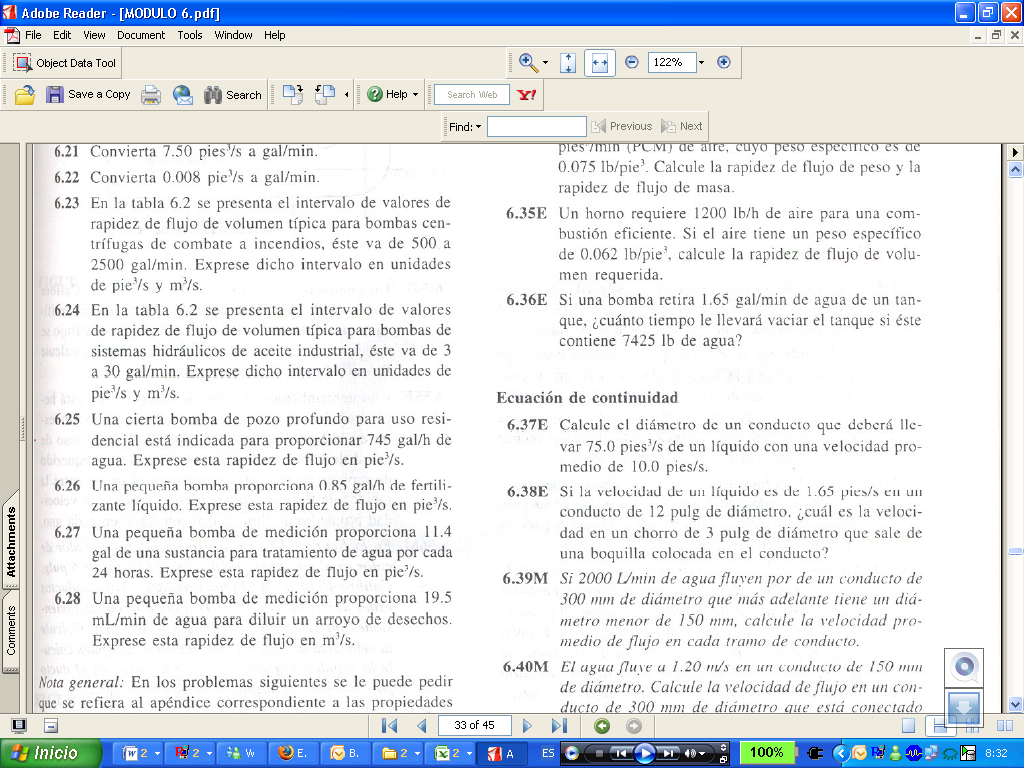 Adobe Reader - [MODULO 6.pdf]
File Edit View Document Tools Window Help
Object Data Tool
122%
Save a Copy
Search
Help
Search Web
Y!
Find:
Previous
Next
6.21 Convierta 7.50 pies³/s a gal/min.
6.22 Convierta 0.008 pie³/s a gal/min.
6.23 En la tabla 6.2 se presenta el intervalo de valores de
rapidez de flujo de volumen típica para bombas cen-
trífugas de combate a incendios, éste va de 500 a
2500 gal/min. Exprese dicho intervalo en unidades
de pie³/s y m³/s.
6.24 En la tabla 6.2 se presenta el intervalo de valores
de rapidez de flujo de volumen típica para bombas de
sistemas hidráulicos de aceite industrial, éste va de 3
a 30 gal/min. Exprese dicho intervalo en unidades de
pie³/s y m³/s.
6.25 Una cierta bomba de pozo profundo para uso resi-
dencial está indicada para proporcionar 745 gal/h de
agua. Exprese esta rapidez de flujo en pie³/s.
6.26 Una pequeña bomba proporciona 0.85 gal/h de fertili-
zante líquido. Exprese esta rapidez de flujo en pie³/s.
6.27 Una pequeña bomba de medición proporciona 11.4
gal de una sustancia para tratamiento de agua por cada
24 horas. Exprese esta rapidez de flujo en pie³/s.
6.28 Una pequeña bomba de medición proporciona 19.5
mL/min de agua para diluir un arroyo de desechos.
Exprese esta rapidez de flujo en m³/s.
Nota general: En los problemas siguientes se le puede pedir
que se refiera al apéndice correspondiente a las propiedades
pies³/min (PCM) de aire, cuyo peso específico es de
0.075 lb/pie³. Calcule la rapidez de flujo de peso y la
rapidez de flujo de masa.
6.35E Un horno requiere 1200 lb/h de aire para una com-
bustión eficiente. Si el aire tiene un peso específico
de 0.062 lb/pie³, calcule la rapidez de flujo de volu-
men requerida.
6.36E Si una bomba retira 1.65 gal/min de agua de un tan-
que, ¿cuánto tiempo le llevará vaciar el tanque si éste
contiene 7425 lb de agua?
Ecuación de continuidad
6.37E Calcule el diámetro de un conducto que deberá lle-
var 75.0 pies³/s de un líquido con una velocidad pro-
medio de 10.0 pies/s.
6.38E Si la velocidad de un líquido es de 1.65 pies/s en un
conducto de 12 pulg de diámetro, ¿cuál es la veloci-
dad en un chorro de 3 pulg de diámetro que sale de
una boquilla colocada en el conducto?
6.39M Si 2000 L/min de agua fluyen por de un conducto de
300 mm de diámetro que más adelante tiene un diá-
metro menor de 150 mm, calcule la velocidad pro-
medio de flujo en cada tramo de conducto.
6.40M El agua fluye a 1.20 m/s en un conducto de 150 mm
de diámetro. Calcule la velocidad de flujo en un con-
ducto de 300 mm de diámetro que está conectado
Attachments
Comments
33 of 45
Inicio
2
2
W
E.
B.
2
2
A
ES
100%
8:32